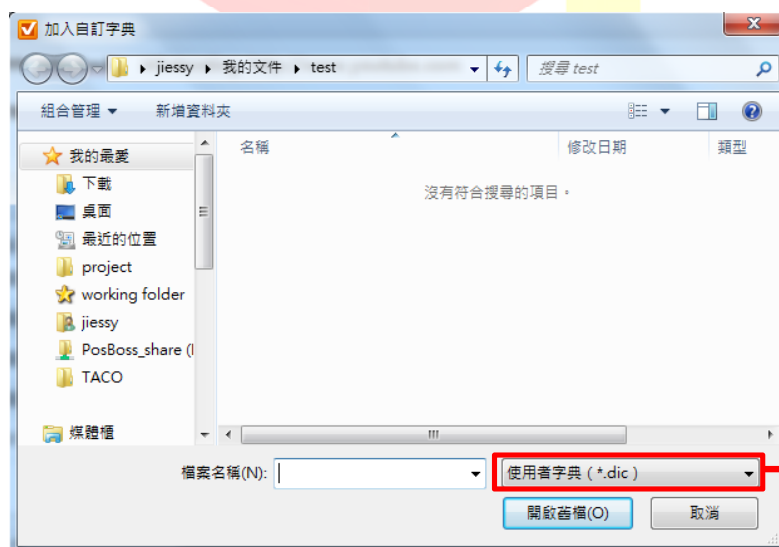 加入自訂字典
jiessy ▸ 我的文件 ▸ test
搜尋 test
組合管理 新增資料夾
我的最愛
名稱 修改日期 類型
下載
沒有符合搜尋的項目。
桌面
最近的位置
project
working folder
jiessy
PosBoss_share (
TACO
媒體櫃
檔案名稱(N):
使用者字典 ( *.dic )
開啟舊檔(O) 取消